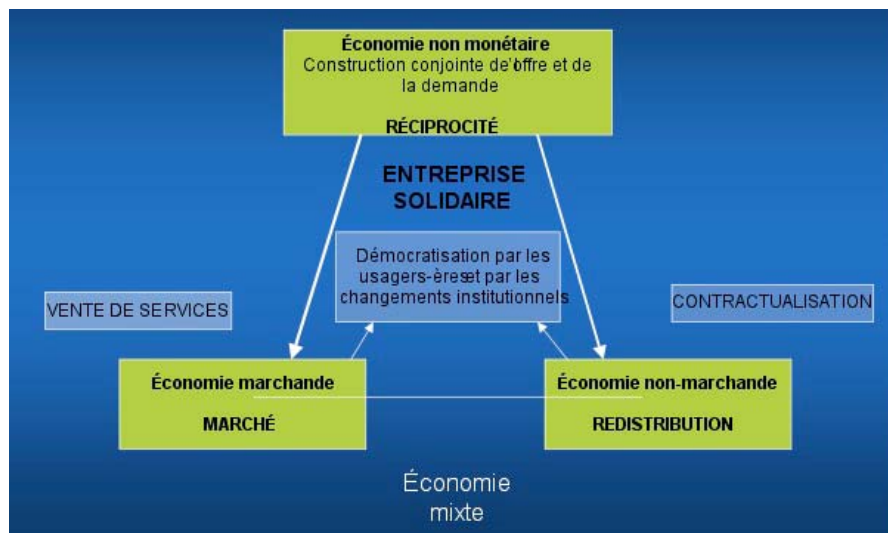 Économie non monétaire
Construction conjointe de'offre et de
la demande
RÉCIPROCITÉ
ENTREPRISE
SOLIDAIRE
Démocratisation par les
usagers-èreset par les
changements institutionnels
VENTE DE SERVICES
CONTRACTUALISATION
Économie marchande
MARCHÉ
Économie non-marchande
REDISTRIBUTION
Économie
mixte